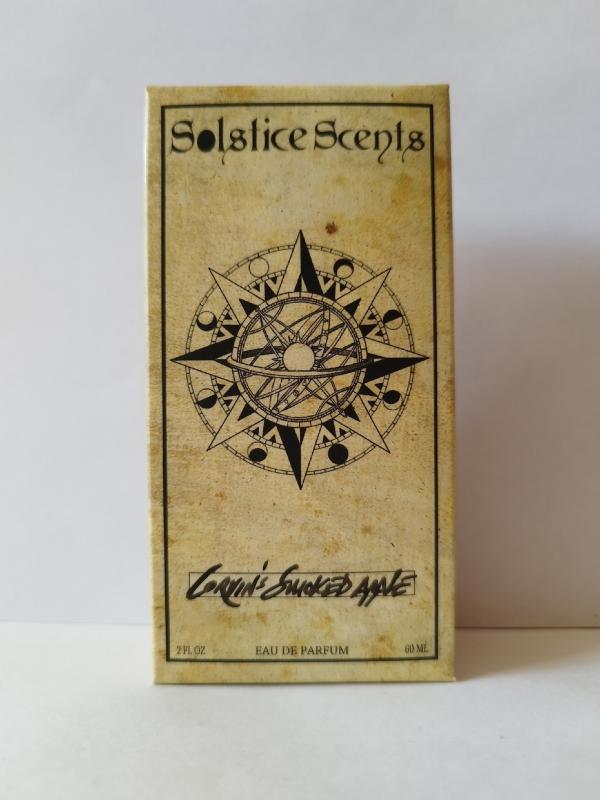 Solstice Scents
Corvin's Smoked Apple
2 FL OZ EAU DE PARFUM 60 ML